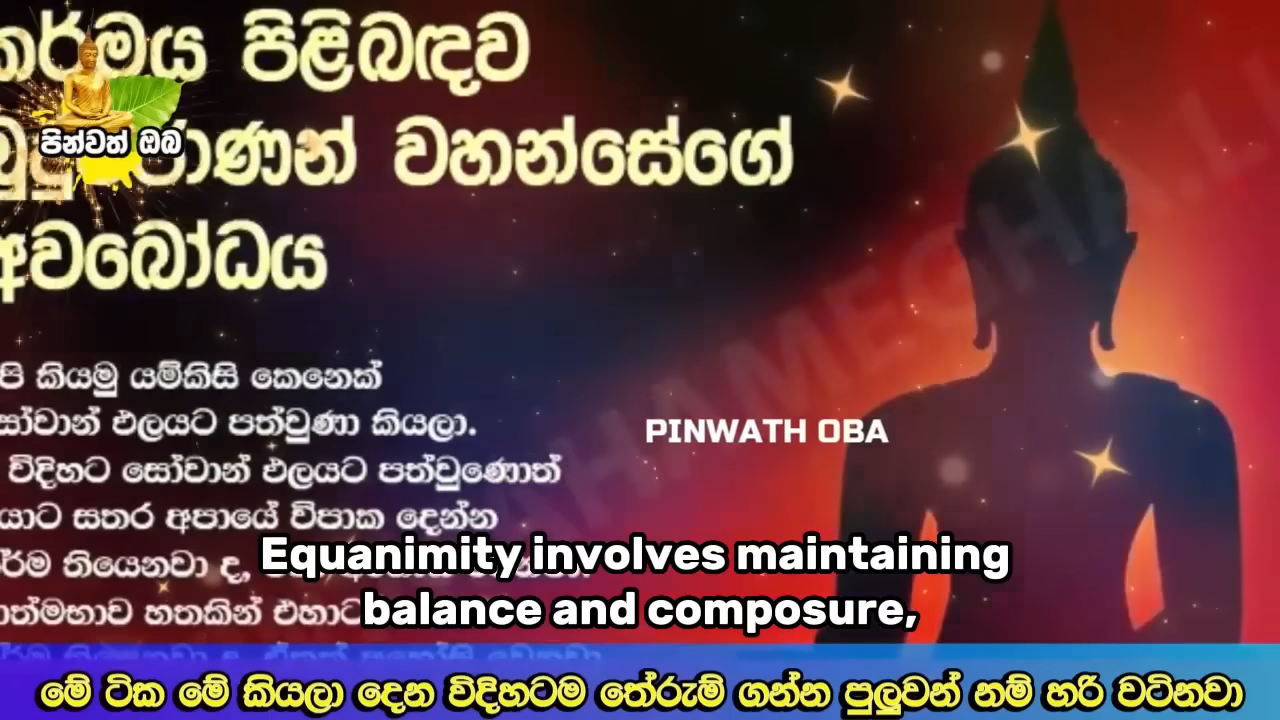 කර්මය පිළිබඳව
වහන්සේගේ
අවබෝධය
පින්වත් ඔබ
කියමු යම්කිසි කෙනෙක්
සෝවාන් ඵලයට පත්වුණා කියලා.
විදිහට සෝවාන් ඵලයට පත්වුණොත්
සතර අපායේ විපාක දෙන්න
තියෙනවා ද,
හතකින් එහාට
PINWATH OBA
Equanimity involves maintaining
balance and composure,
මේ ටික මේ කියලා දෙන විදිහටම තේරුම් ගන්න පුලුවන් නම් හරි වටිනවා